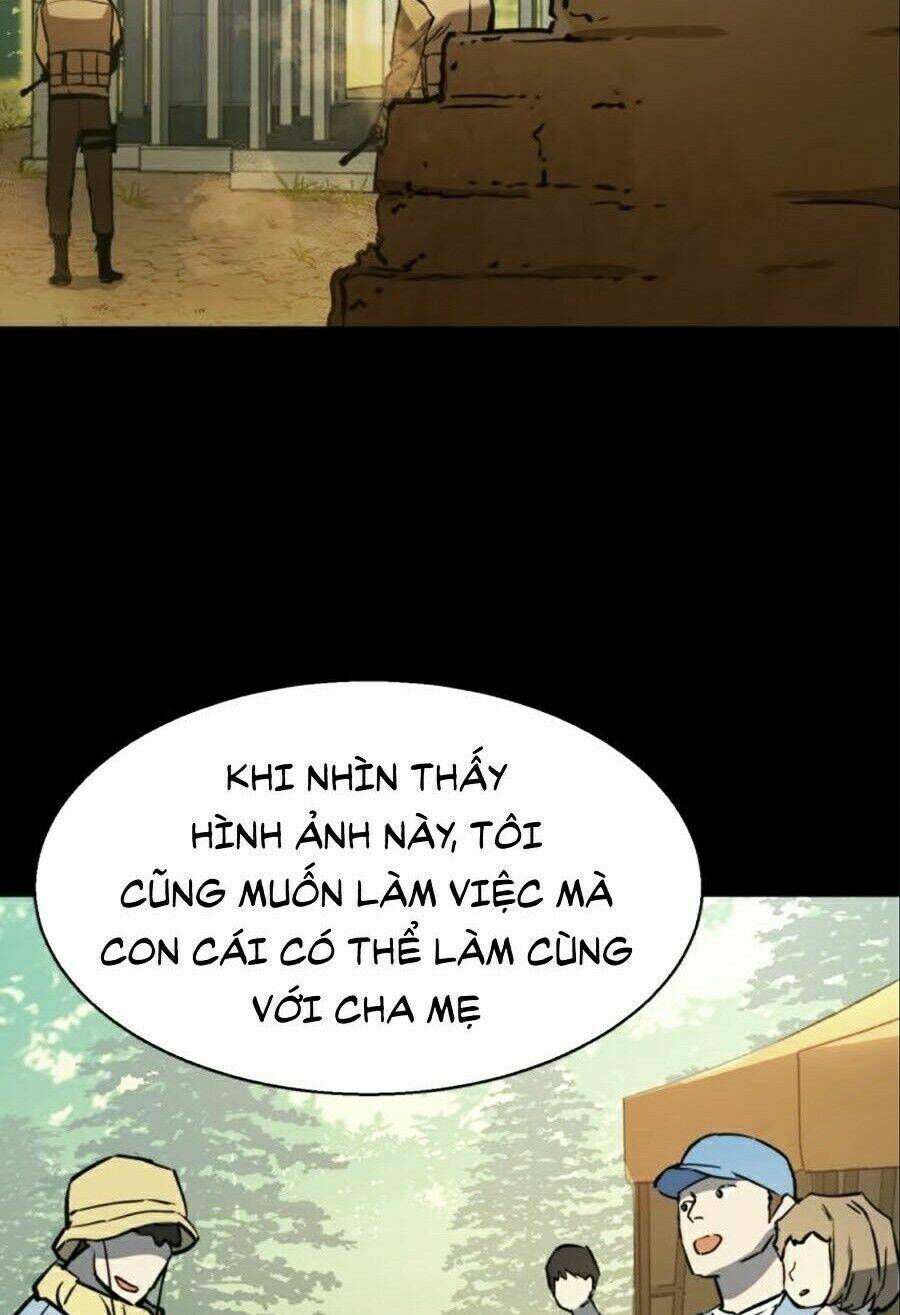 KHI NHÌN THẤY
HÌNH ẢNH NÀY, TÔI
CŨNG MUỐN LÀM VIỆC MÀ
CON CÁI CÓ THỂ LÀM CÙNG
VỚI CHA MẸ